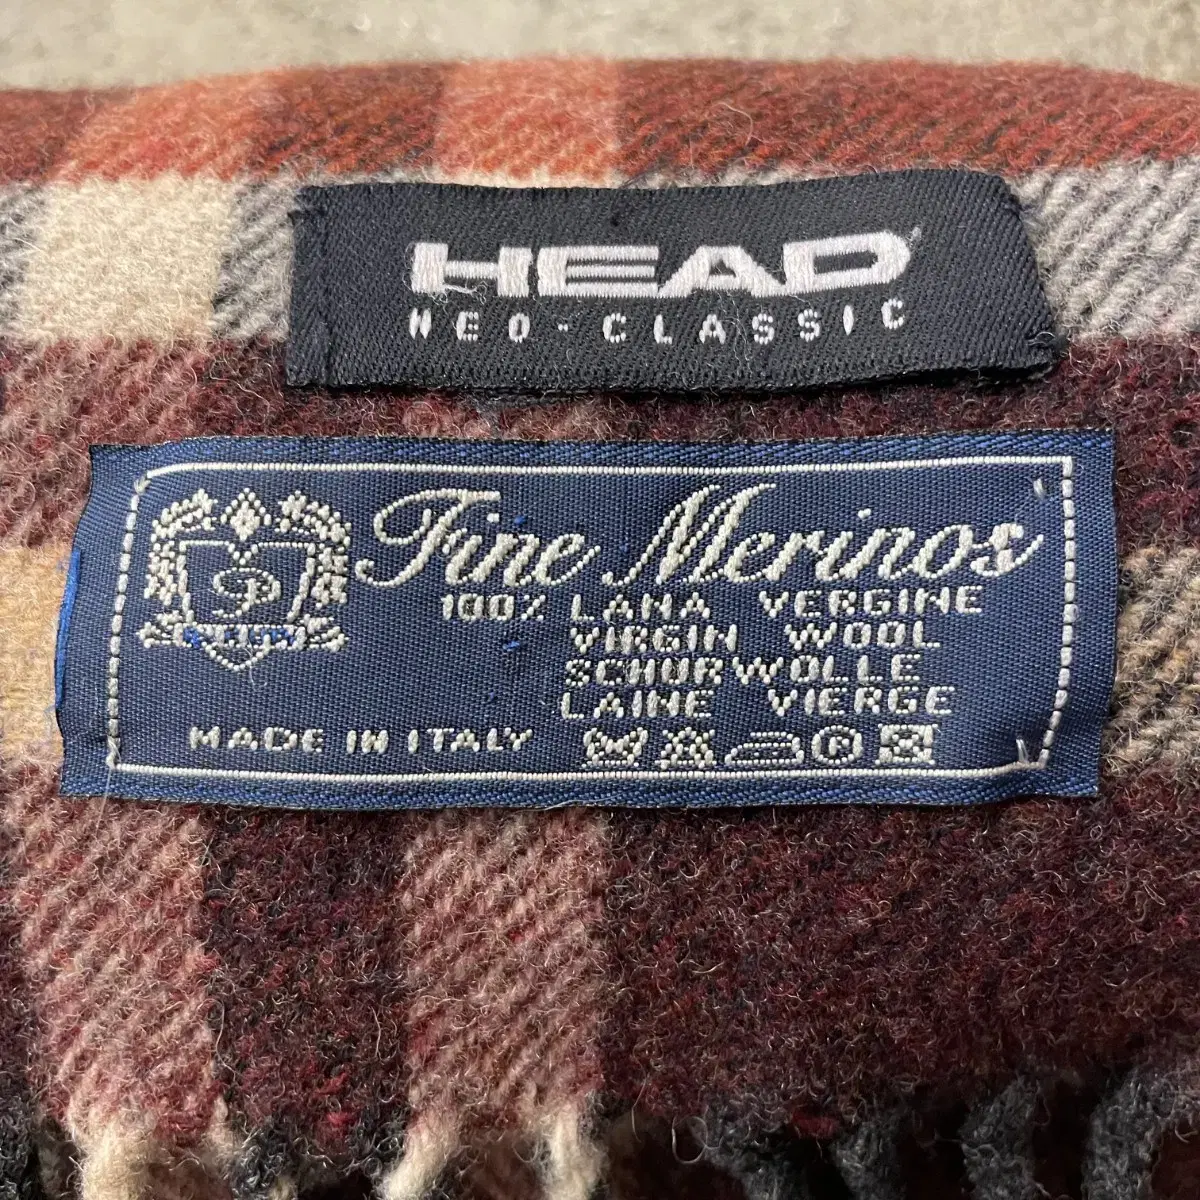 HEAD
NEO-CLASSIC
Fine Merinos
100% LANA VERGINE
VIRGIN WOOL
SCHURWOLLE
LAINE VIERGE
MADE IN ITALY